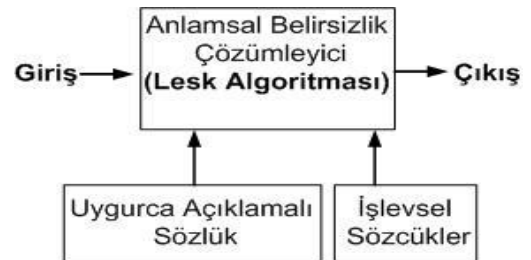 Anlamsal Belirsizlik
Çözümleyici
Giriş
(Lesk Algoritması)
Çıkış
Uygurca Açıklamalı
Sözlük
İşlevsel
Sözcükler